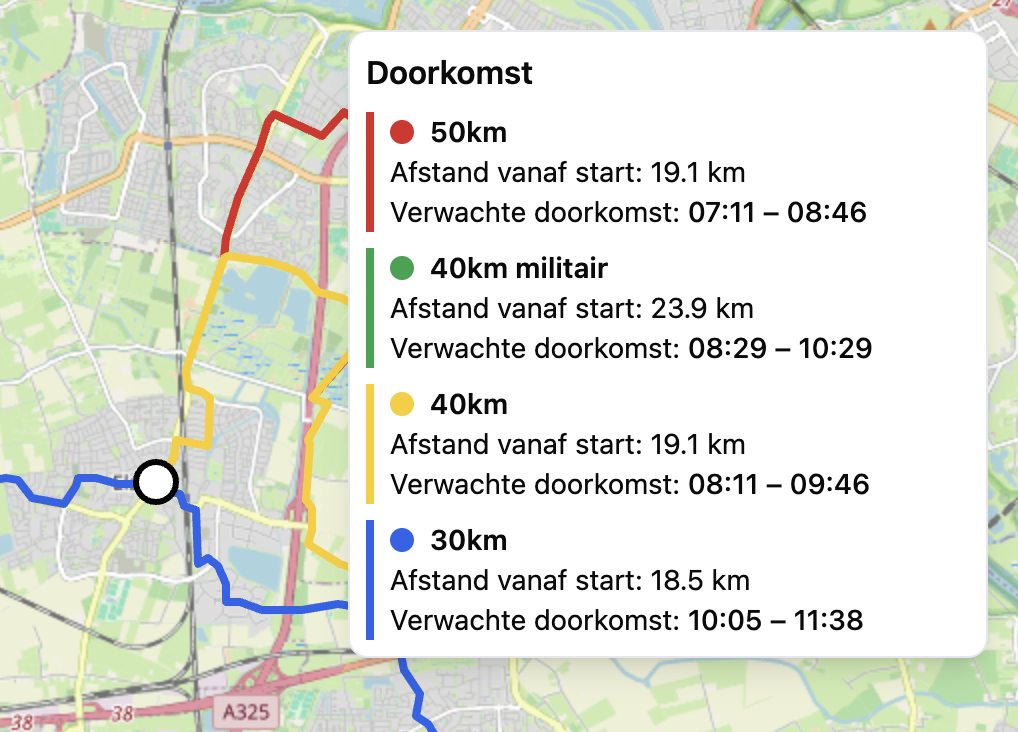 Doorkomst
50km
Afstand vanaf start: 19.1 km
Verwachte doorkomst: 07:11 – 08:46
40km militair
Afstand vanaf start: 23.9 km
Verwachte doorkomst: 08:29 – 10:29
40km
Afstand vanaf start: 19.1 km
Verwachte doorkomst: 08:11 – 09:46
30km
Afstand vanaf start: 18.5 km
Verwachte doorkomst: 10:05 – 11:38
38
38
A325